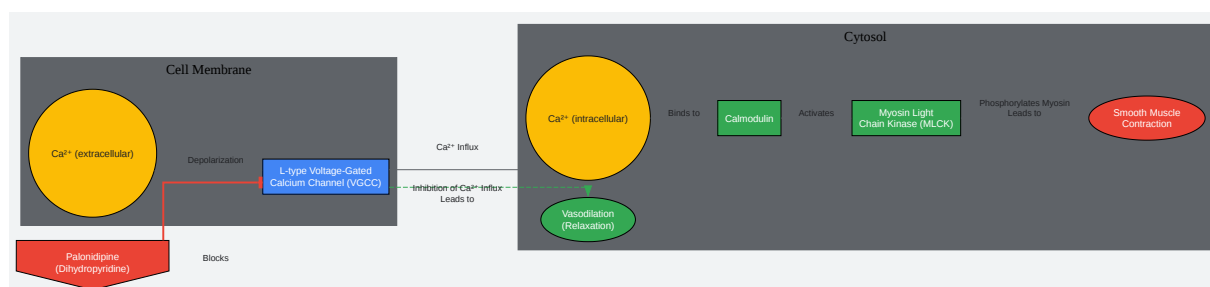 Cell Membrane
Ca²⁺ (extracellular)
Depolarization
L-type Voltage-Gated
Calcium Channel (VGCC)
Palonidipine
(Dihydropyridine)
Blocks
Ca²⁺ Influx
Inhibition of Ca²⁺ Influx
Leads to
Cytosol
Ca²⁺ (intracellular)
Binds to
Calmodulin
Activates
Myosin Light
Chain Kinase (MLCK)
Phosphorylates Myosin
Leads to
Smooth Muscle
Contraction
Vasodilation
(Relaxation)